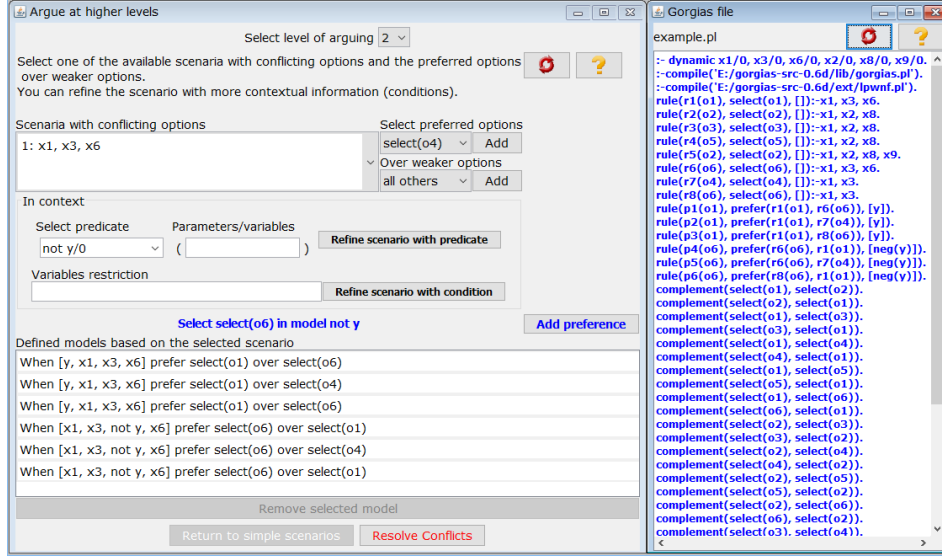 Argue at higher levels
Select level of arguing 2
Select one of the available scenaria with conflicting options and the preferred options
over weaker options.
You can refine the scenario with more contextual information (conditions).
Scenaria with conflicting options
Select preferred options
1: x1, x3, x6
select(o4) Add
Over weaker options
all others Add
In context
Select predicate Parameters/variables
not y/0 ( ) Refine scenario with predicate
Variables restriction
Refine scenario with condition
Select select(o6) in model not y Add preference
Defined models based on the selected scenario
When [y, x1, x3, x6] prefer select(o1) over select(o6)
When [y, x1, x3, x6] prefer select(o1) over select(o4)
When [y, x1, x3, x6] prefer select(o1) over select(o6)
When [x1, x3, not y, x6] prefer select(o6) over select(o1)
When [x1, x3, not y, x6] prefer select(o6) over select(o4)
When [x1, x3, not y, x6] prefer select(o6) over select(o1)
Remove selected model
Return to simple scenarios Resolve Conflicts
Gorgias file
example.pl
:- dynamic x1/0, x3/0, x6/0, x2/0, x8/0, x9/0.
:-compile('E:/gorgias-src-0.6d/lib/gorgias.pl').
:-compile('E:/gorgias-src-0.6d/ext/lpwnf.pl').
rule(r1(o1), select(o1), []):-x1, x3, x6.
rule(r2(o2), select(o2), []):-x1, x2, x8.
rule(r3(o3), select(o3), []):-x1, x2, x8.
rule(r4(o5), select(o5), []):-x1, x2, x8.
rule(r5(o2), select(o2), []):-x1, x2, x8, x9.
rule(r6(o6), select(o6), []):-x1, x3, x6.
rule(r7(o4), select(o4), []):-x1, x3.
rule(r8(o6), select(o6), []):-x1, x3.
rule(p1(o1), prefer(r1(o1), r6(o6)), [y]).
rule(p2(o1), prefer(r1(o1), r7(o4)), [y]).
rule(p3(o1), prefer(r1(o1), r8(o6)), [y]).
rule(p4(o6), prefer(r6(o6), r1(o1)), [neg(y)]).
rule(p5(o6), prefer(r6(o6), r7(o4)), [neg(y)]).
rule(p6(o6), prefer(r8(o6), r1(o1)), [neg(y)]).
complement(select(o1), select(o2)).
complement(select(o2), select(o1)).
complement(select(o1), select(o3)).
complement(select(o3), select(o1)).
complement(select(o1), select(o4)).
complement(select(o4), select(o1)).
complement(select(o1), select(o5)).
complement(select(o5), select(o1)).
complement(select(o1), select(o6)).
complement(select(o6), select(o1)).
complement(select(o2), select(o3)).
complement(select(o3), select(o2)).
complement(select(o2), select(o4)).
complement(select(o4), select(o2)).
complement(select(o2), select(o5)).
complement(select(o5), select(o2)).
complement(select(o2), select(o6)).
complement(select(o6), select(o2)).
complement(select(o3), select(o4)).